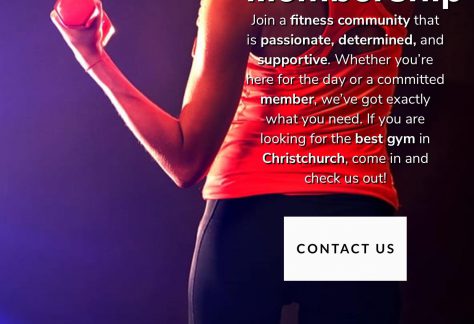 Membership
Join a fitness community that
is passionate, determined, and
supportive. Whether you're
here for the day or a committed
member, we've got exactly
what you need. If you are
looking for the best gym in
Christchurch, come in and
check us out!
CONTACT US